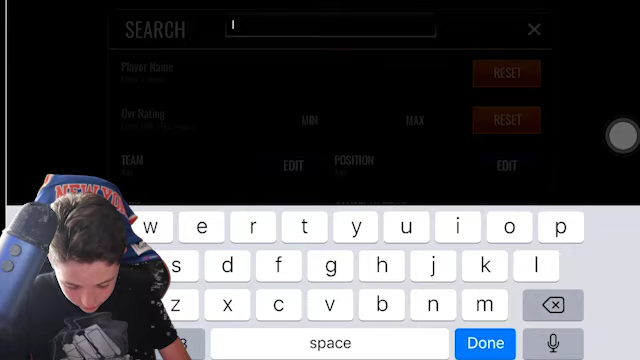 SEARCH
Player Name
RESET
Ovr Rating
MIN
MAX
RESET
TEAM
EDIT
POSITION
EDIT
NEW YORK
w e r t y u i o p
s d f g h j k l
z x c v b n m
space
Done